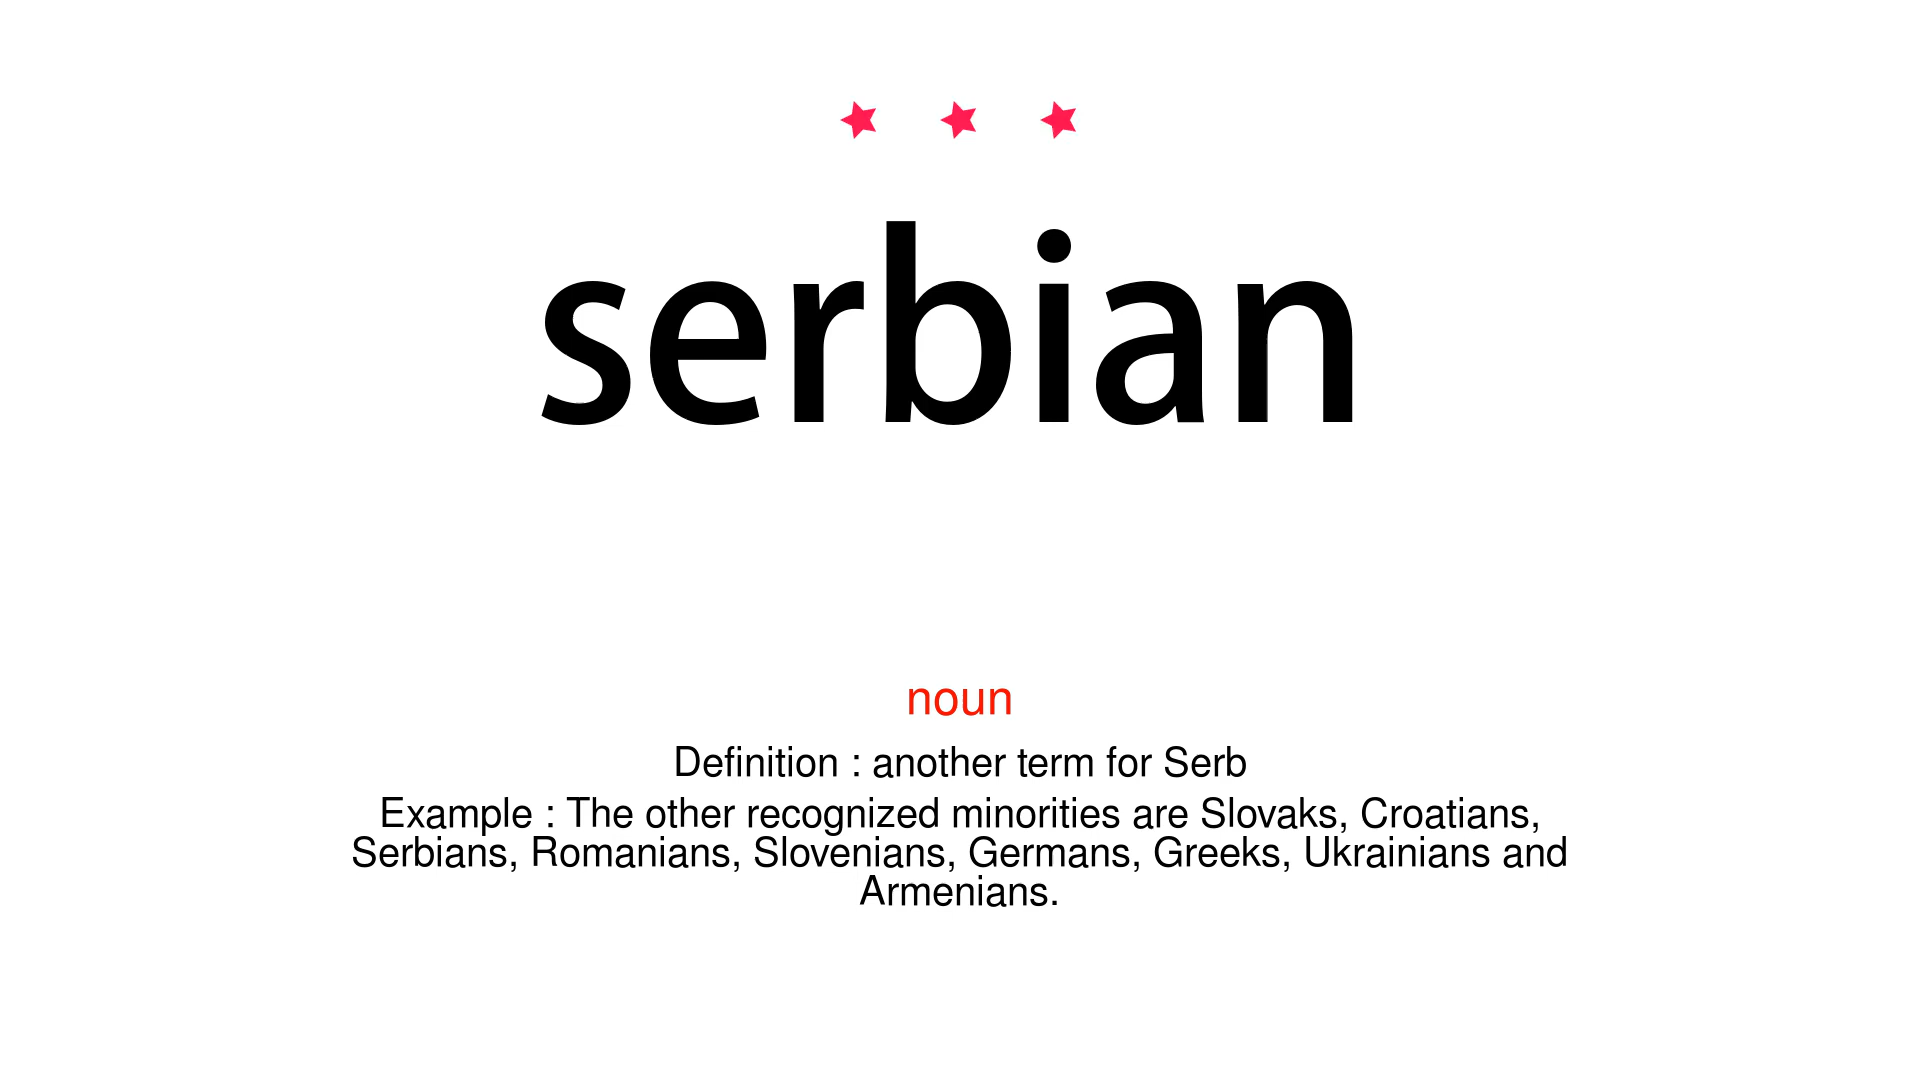 serbian
noun
Definition : another term for Serb
Example : The other recognized minorities are Slovaks, Croatians,
Serbians, Romanians, Slovenians, Germans, Greeks, Ukrainians and
Armenians.